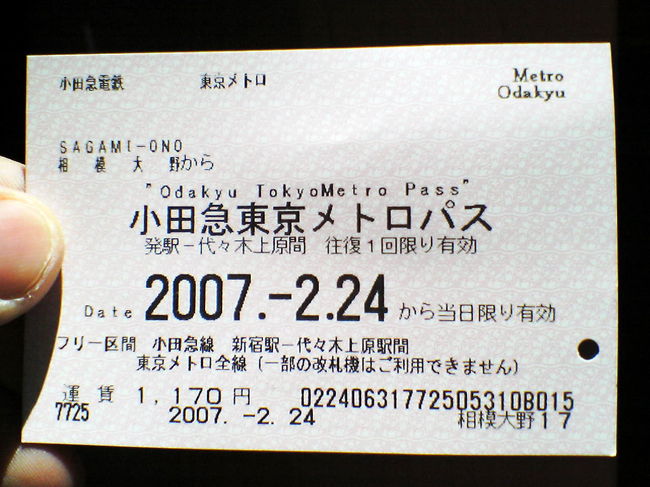 小田急電鉄 東京メトロ Metro
Odakyu
SAGAMI-ONO
相模大野から
"Odakyu TokyoMetro Pass"
小田急東京メトロパス
発駅-代々木上原間 往復1回限り有効
Date 2007.-2.24 から当日限り有効
フリー区間 小田急線 新宿駅-代々木上原駅間
東京メトロ全線(一部の改札機はご利用できません)
運賃 1,170円 02240631772505310B015
7725 2007.-2.24 相模大野17